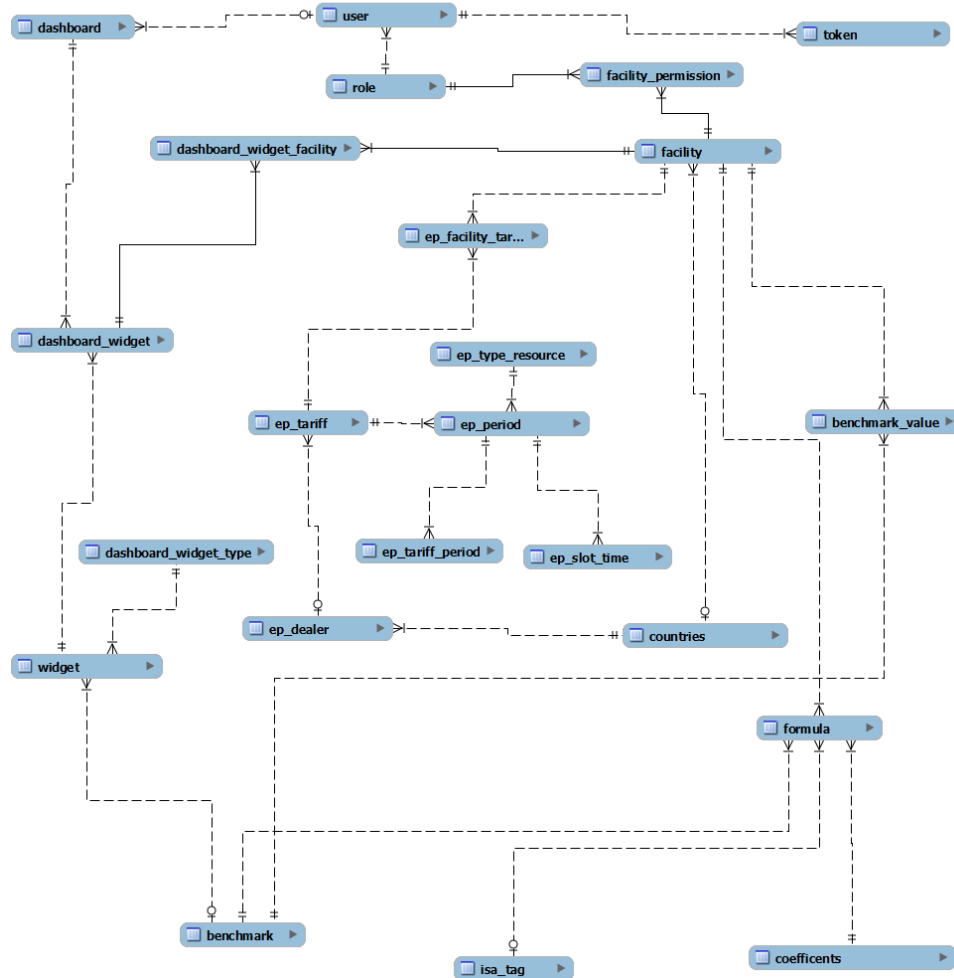 user
dashboard
token
facility_permission
role
dashboard_widget_facility
facility
ep_facility_tar...
dashboard_widget
ep_type_resource
ep_tariff
ep_period
benchmark_value
dashboard_widget_type
ep_tariff_period
ep_slot_time
ep_dealer
countries
widget
formula
benchmark
coefficents
isa_tag